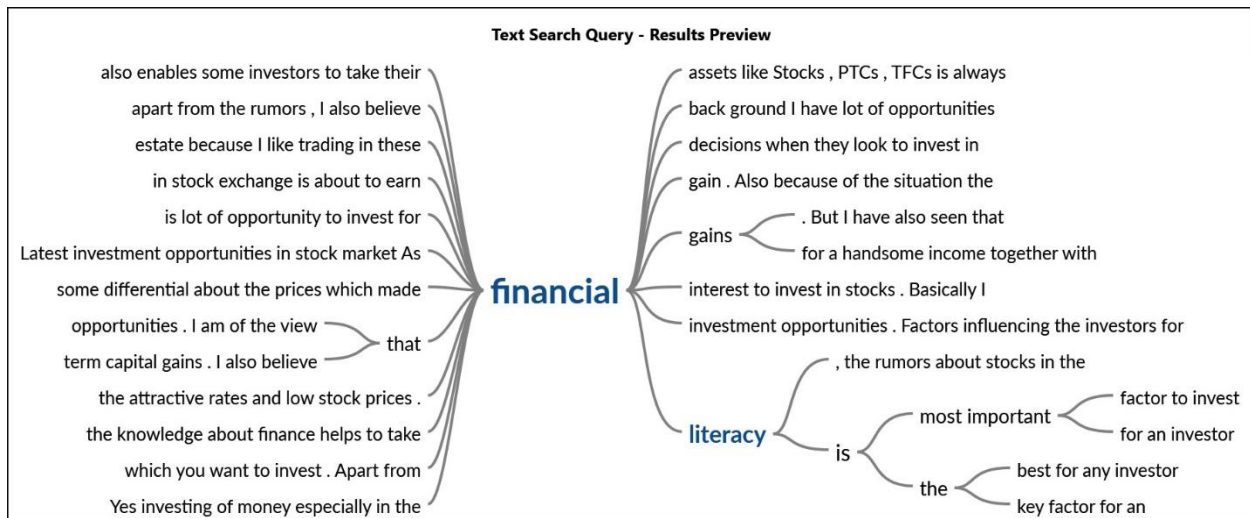 Text Search Query - Results Preview
also enables some investors to take their
apart from the rumors , I also believe
estate because I like trading in these
in stock exchange is about to earn
is lot of opportunity to invest for
Latest investment opportunities in stock market As
some differential about the prices which made
opportunities . I am of the view
term capital gains . I also believe
that
the attractive rates and low stock prices .
the knowledge about finance helps to take
which you want to invest . Apart from
Yes investing of money especially in the
financial
assets like Stocks , PTCs , TFCs is always
back ground I have lot of opportunities
decisions when they look to invest in
gain . Also because of the situation the
gains
. But I have also seen that
for a handsome income together with
interest to invest in stocks . Basically I
investment opportunities . Factors influencing the investors for
literacy
, the rumors about stocks in the
is
most important
factor to invest
for an investor
the
best for any investor
key factor for an